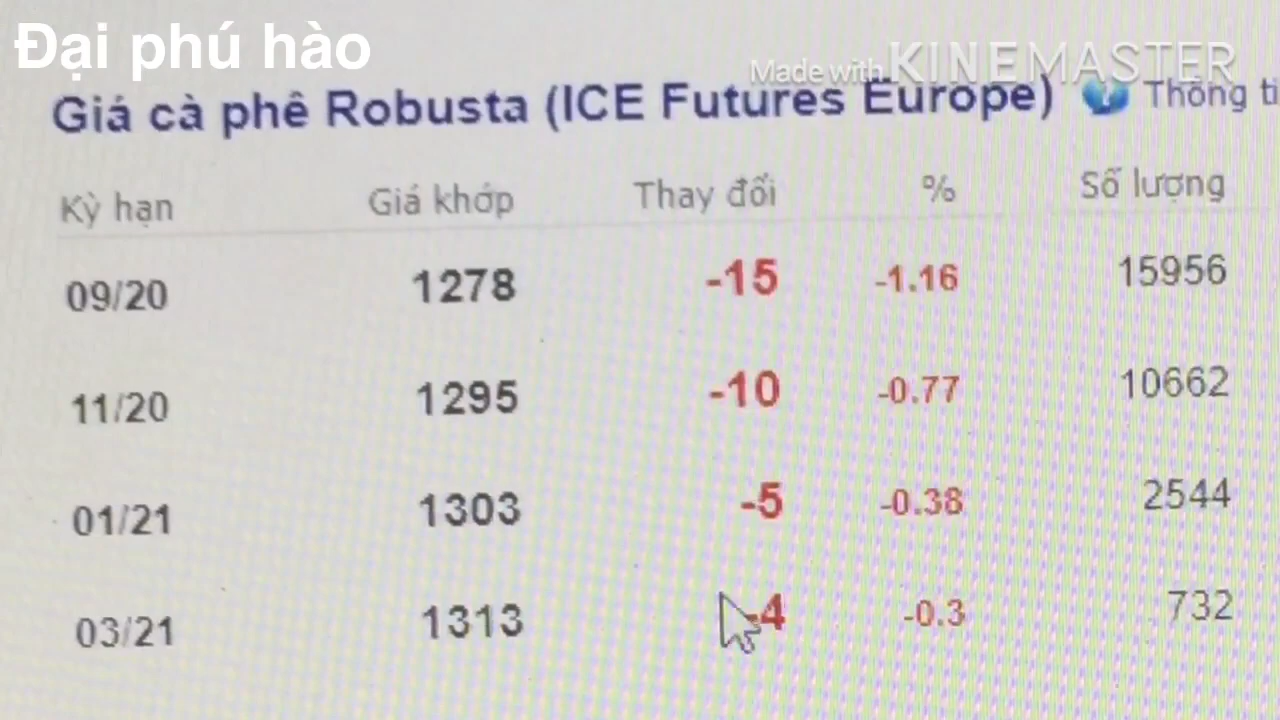 Đại phú hào
Made with KINEMASTER
Giá cà phê Robusta (ICE Futures Europe) Thông ti
Kỳ hạn Giá khớp Thay đổi % Số lượng
09/20 1278 -15 -1.16 15956
11/20 1295 -10 -0.77 10662
01/21 1303 -5 -0.38 2544
03/21 1313 -4 -0.3 732